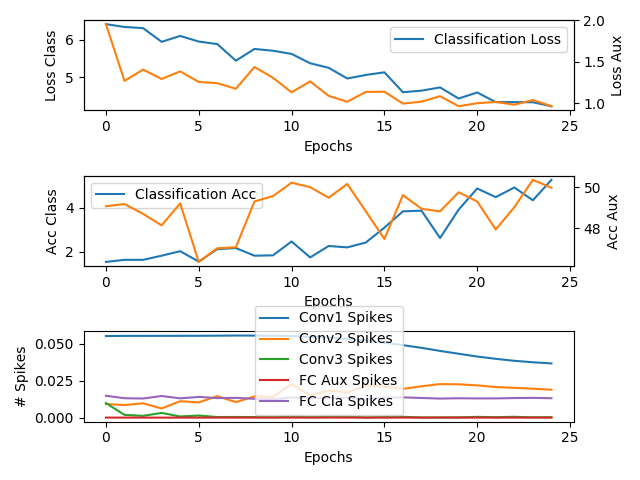 2.0
6
5
Loss Class
Classification Loss
1.5
1.0
Loss Aux
0 5 10 15 20 25
Epochs
4
2
Acc Class
Classification Acc
50
48
Acc Aux
0 5 10 15 20 25
Epochs
0.050
0.025
0.000
# Spikes
Conv1 Spikes
Conv2 Spikes
Conv3 Spikes
FC Aux Spikes
FC Cla Spikes
0 5 10 15 20 25
Epochs